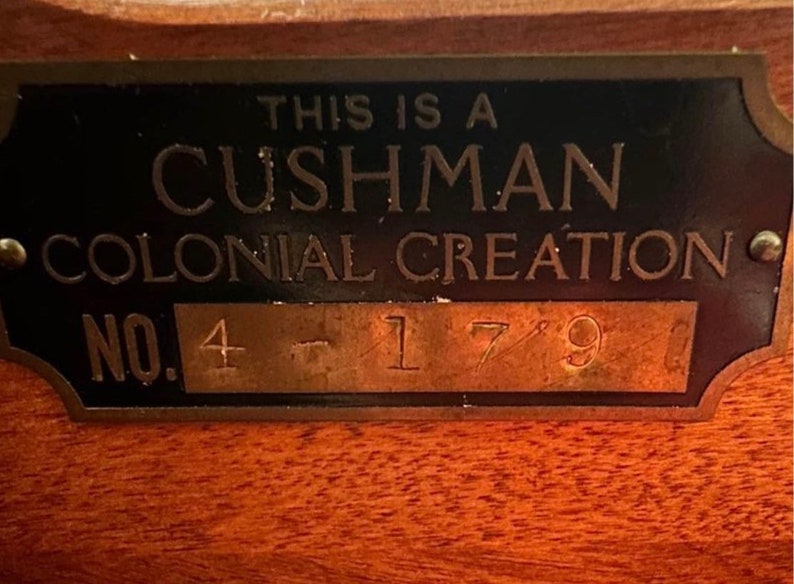 THIS IS A
CUSHMAN
COLONIAL CREATION
NO. 4-179